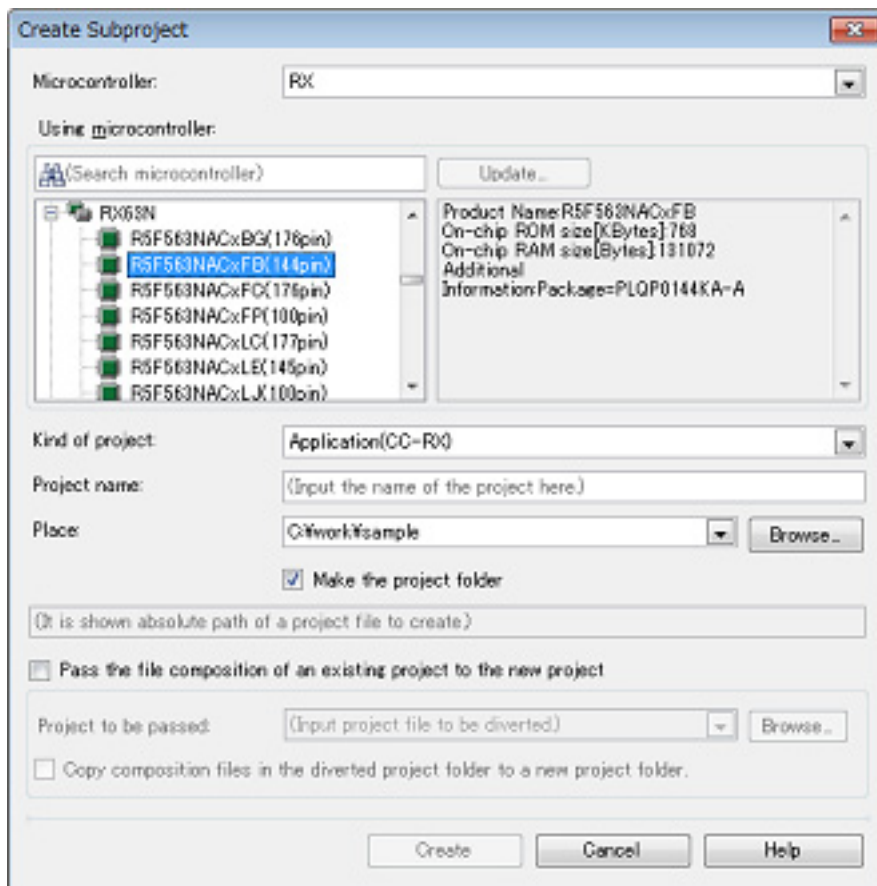 Create Subproject
Microcontroller:
RX
Using microcontroller:
(Search microcontroller)
Update...
RX63N
R5F563NACxBG(176pin)
R5F563NACxFB(144pin)
R5F563NACxFC(176pin)
R5F563NACxFP(100pin)
R5F563NACxLC(177pin)
R5F563NACxLE(145pin)
R5F563NACxLJ(100pin)
Product Name:R5F563NACxFB
On-chip ROM size[KBytes]:768
On-chip RAM size[Bytes]:131072
Additional
Information:Package=PLQP0144KA-A
Kind of project:
Application(CC-RX)
Project name:
(Input the name of the project here.)
Place:
C:¥work¥sample
Browse...
Make the project folder
(It is shown absolute path of a project file to create)
Pass the file composition of an existing project to the new project
Project to be passed:
(Input project file to be diverted.)
Browse...
Copy composition files in the diverted project folder to a new project folder.
Create
Cancel
Help